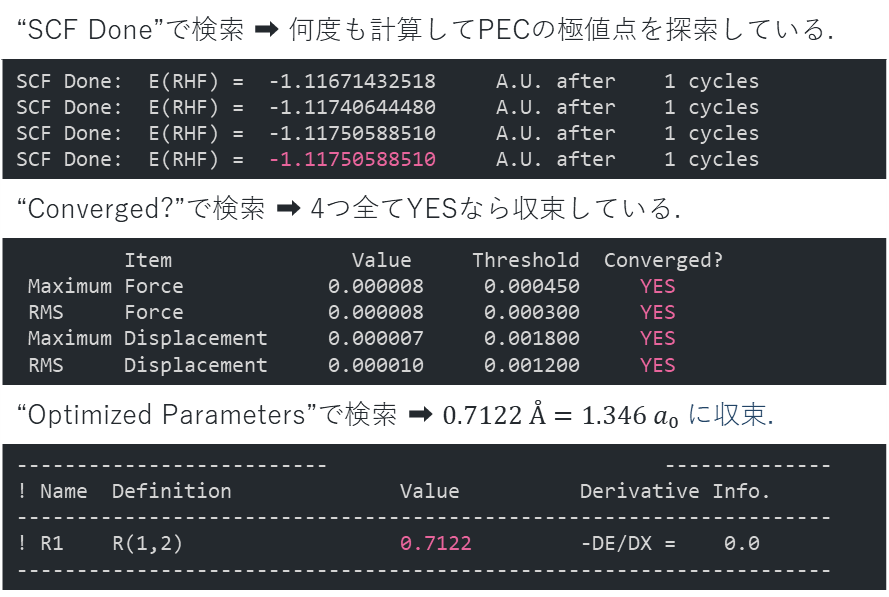 “SCF Done”で検索 ➡ 何度も計算してPECの極値点を探索している.
SCF Done:  E(RHF) =  -1.11671432518     A.U. after    1 cycles
SCF Done:  E(RHF) =  -1.11740644480     A.U. after    1 cycles
SCF Done:  E(RHF) =  -1.11750588510     A.U. after    1 cycles
SCF Done:  E(RHF) =  -1.11750588510     A.U. after    1 cycles
“Converged?”で検索 ➡ 4つ全てYESなら収束している.
Item               Value     Threshold  Converged?
Maximum Force            0.000008     0.000450     YES
RMS     Force            0.000008     0.000300     YES
Maximum Displacement     0.000007     0.001800     YES
RMS     Displacement     0.000010     0.001200     YES
“Optimized Parameters”で検索 ➡ 0.7122 Å = 1.346 a₀ に収束.
--------------------------                            --------------
! Name  Definition              Value          Derivative Info.
--------------------------------------------------------------------
! R1    R(1,2)                  0.7122         -DE/DX =    0.0
--------------------------------------------------------------------